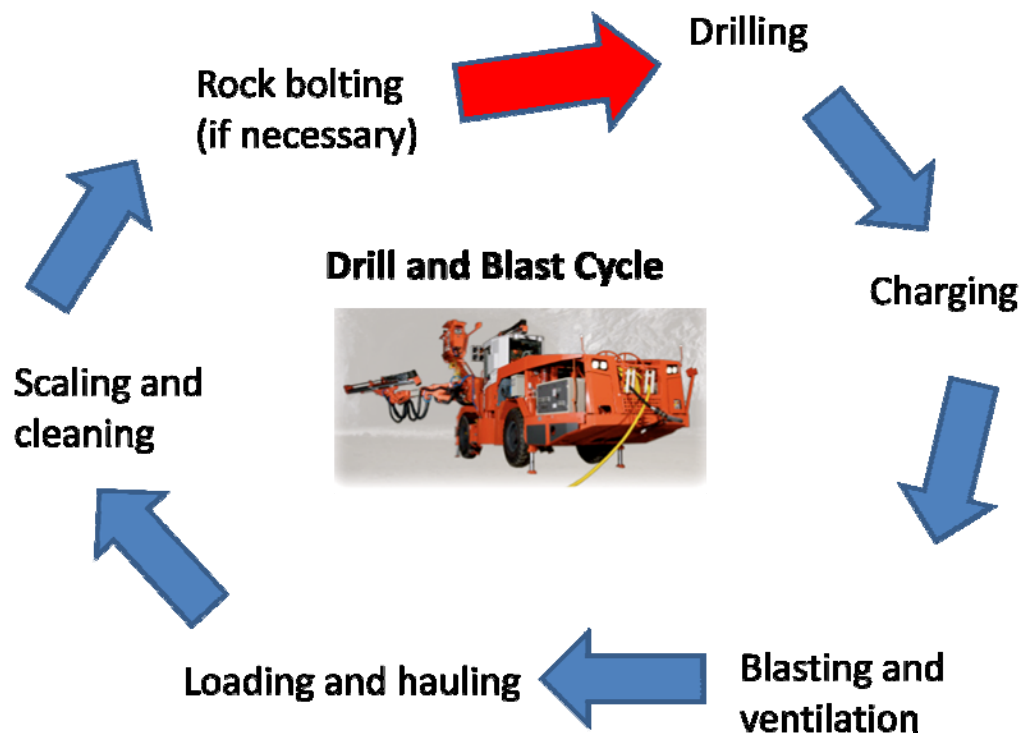 Drilling
Rock bolting
(if necessary)
Drill and Blast Cycle
Charging
Scaling and
cleaning
Loading and hauling
Blasting and
ventilation